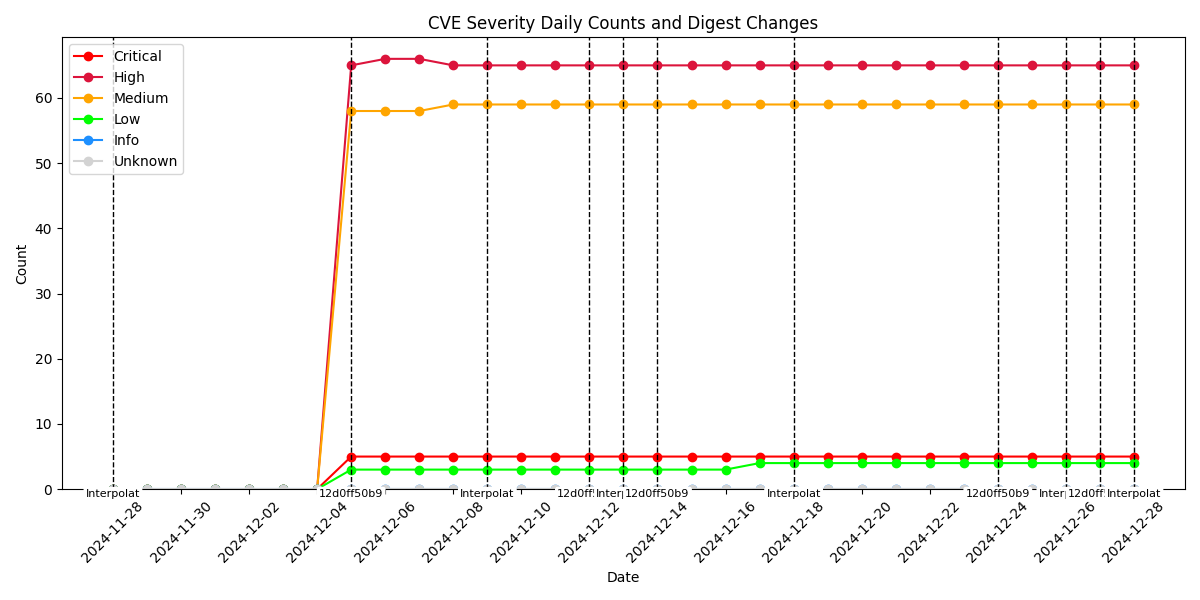 CVE Severity Daily Counts and Digest Changes
Critical
High
Medium
Low
Info
Unknown
Count
60
50
40
30
20
10
0
Interpolat
12d0ff50b9
Interpolat
12d0ff
Inter
12d0ff50b9
Interpolat
12d0ff50b9
Inter
12d0ff
Interpolat
2024-11-28
2024-11-30
2024-12-02
2024-12-04
2024-12-06
2024-12-08
2024-12-10
2024-12-12
2024-12-14
2024-12-16
2024-12-18
2024-12-20
2024-12-22
2024-12-24
2024-12-26
2024-12-28
Date